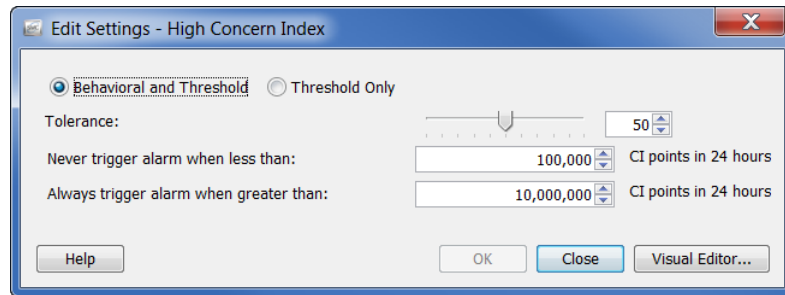 Edit Settings - High Concern Index
Behavioral and Threshold Threshold Only
Tolerance: 50
Never trigger alarm when less than: 100,000 CI points in 24 hours
Always trigger alarm when greater than: 10,000,000 CI points in 24 hours
Help OK Close Visual Editor...